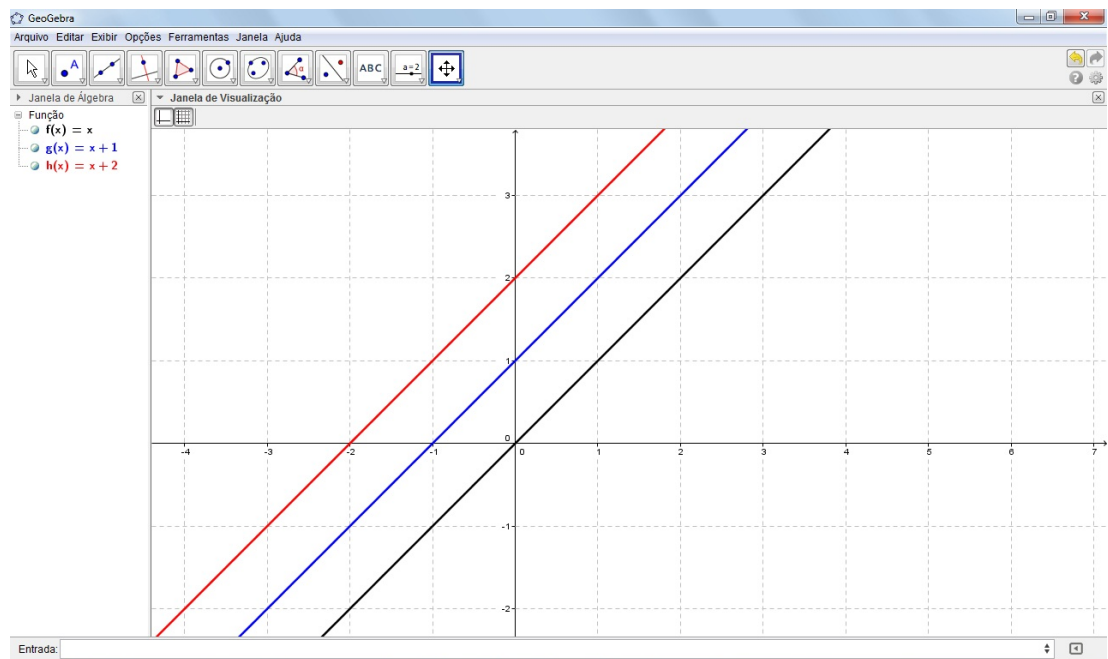 GeoGebra
Arquivo Editar Exibir Opções Ferramentas Janela Ajuda
A α ABC a=2
Janela de Álgebra
Janela de Visualização
Função
f(x) = x
g(x) = x + 1
h(x) = x + 2
3
2
1
0
-4 -3 -2 -1 0 1 2 3 4 5 6 7
-1
-2
Entrada: